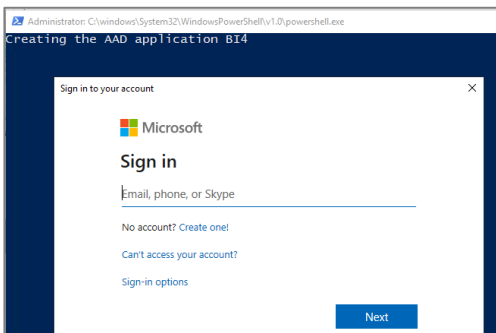 Administrator: C:\windows\System32\WindowsPowerShell\v1.0\powershell.exe
Creating the AAD application BI4
Sign in to your account
Microsoft
Sign in
Email, phone, or Skype
No account? Create one!
Can't access your account?
Sign-in options
Next